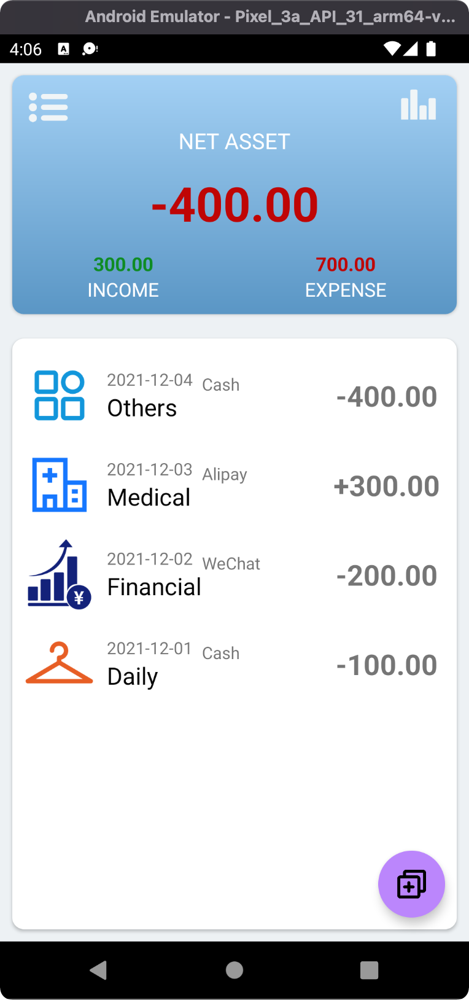 Android Emulator - Pixel_3a_API_31_arm64-v...
4:06
NET ASSET
-400.00
300.00 700.00
INCOME EXPENSE
2021-12-04 Cash
Others
-400.00
2021-12-03 Alipay
Medical
+300.00
2021-12-02 WeChat
Financial
-200.00
2021-12-01 Cash
Daily
-100.00